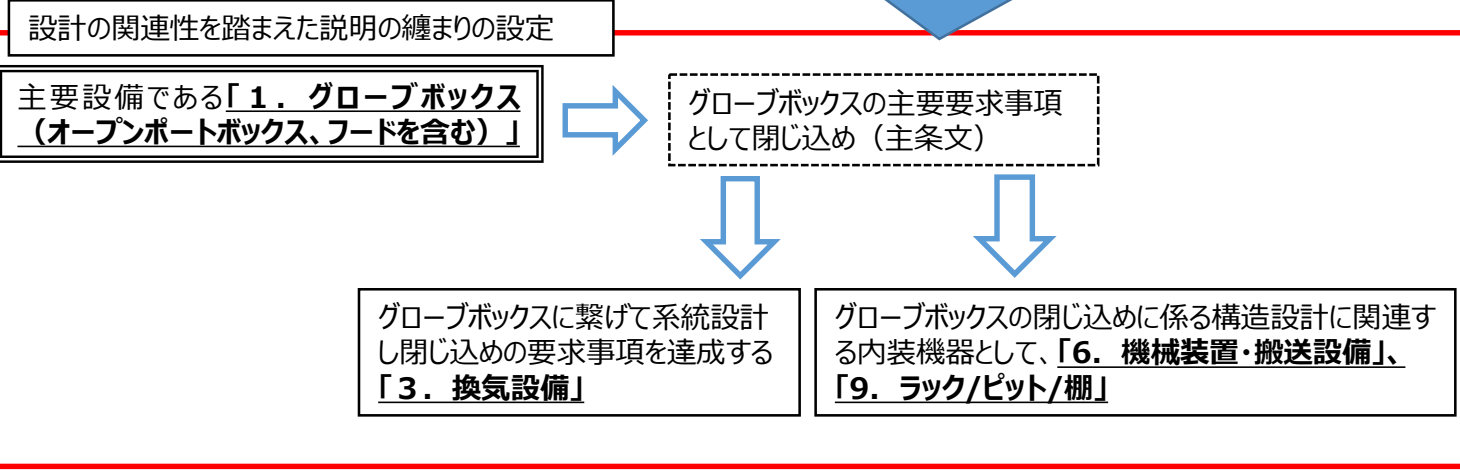 設計の関連性を踏まえた説明の纏まりの設定
主要設備である「１．グローブボックス
（オープンポートボックス、フードを含む）」
グローブボックスの主要要求事項
として閉じ込め（主条文）
グローブボックスに繋げて系統設計
し閉じ込めの要求事項を達成する
「３．換気設備」
グローブボックスの閉じ込めに係る構造設計に関連す
る内装機器として、「6．機械装置・搬送設備」、
「9．ラック/ピット/棚」